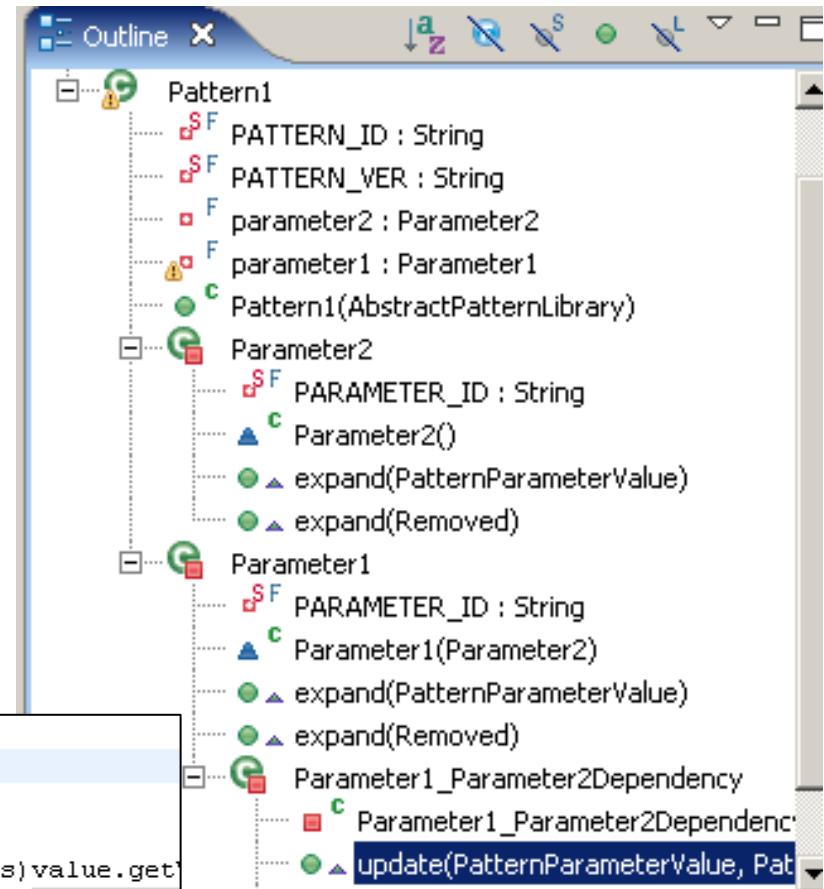 Outline
Pattern1
PATTERN_ID : String
PATTERN_VER : String
parameter2 : Parameter2
parameter1 : Parameter1
Pattern1(AbstractPatternLibrary)
Parameter2
PARAMETER_ID : String
Parameter2()
expand(PatternParameterValue)
expand(Removed)
Parameter1
PARAMETER_ID : String
Parameter1(Parameter2)
expand(PatternParameterValue)
expand(Removed)
Parameter1_Parameter2Dependency
Parameter1_Parameter2Dependenc
s)value.get
update(PatternParameterValue, Pat